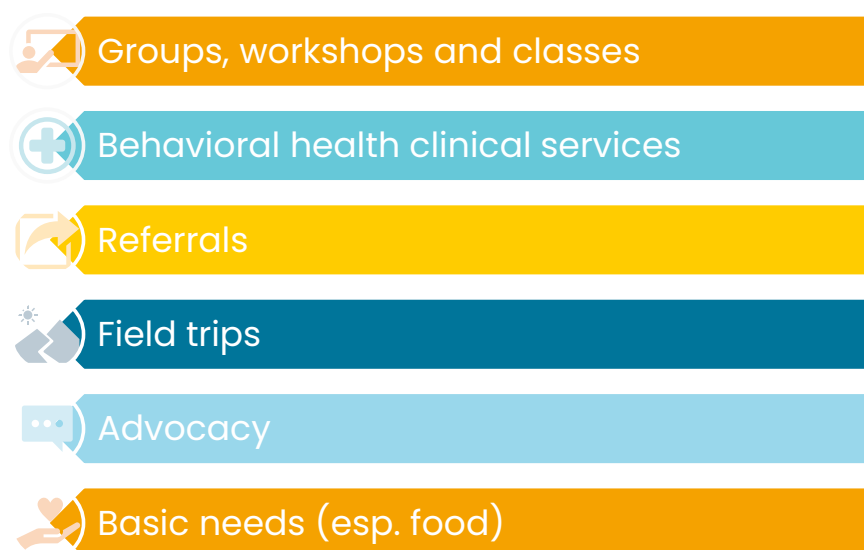 Groups, workshops and classes
Behavioral health clinical services
Referrals
Field trips
Advocacy
Basic needs (esp. food)